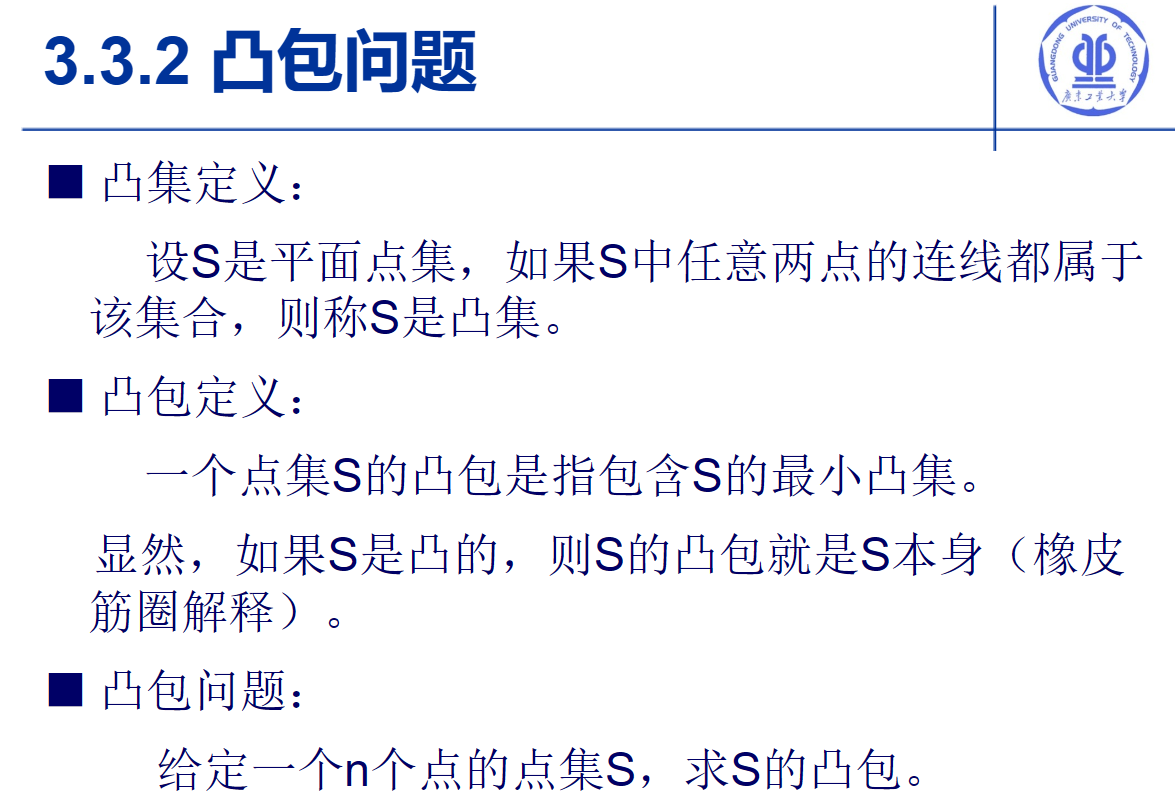 3.3.2 凸包问题
GUANGDONG UNIVERSITY OF TECHNOLOGY
广东工业大学
■ 凸集定义：
设S是平面点集，如果S中任意两点的连线都属于
该集合，则称S是凸集。
■ 凸包定义：
一个点集S的凸包是指包含S的最小凸集。
显然，如果S是凸的，则S的凸包就是S本身（橡皮
筋圈解释）。
■ 凸包问题：
给定一个n个点的点集S，求S的凸包。